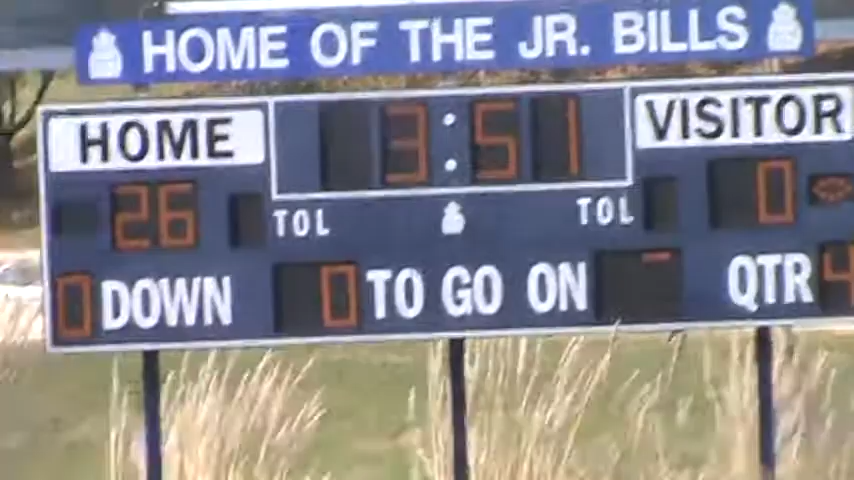 HOME OF THE JR. BILLS
HOME 3:51 VISITOR
26 TOL TOL 0
0 DOWN 0 TO GO ON QTR 4